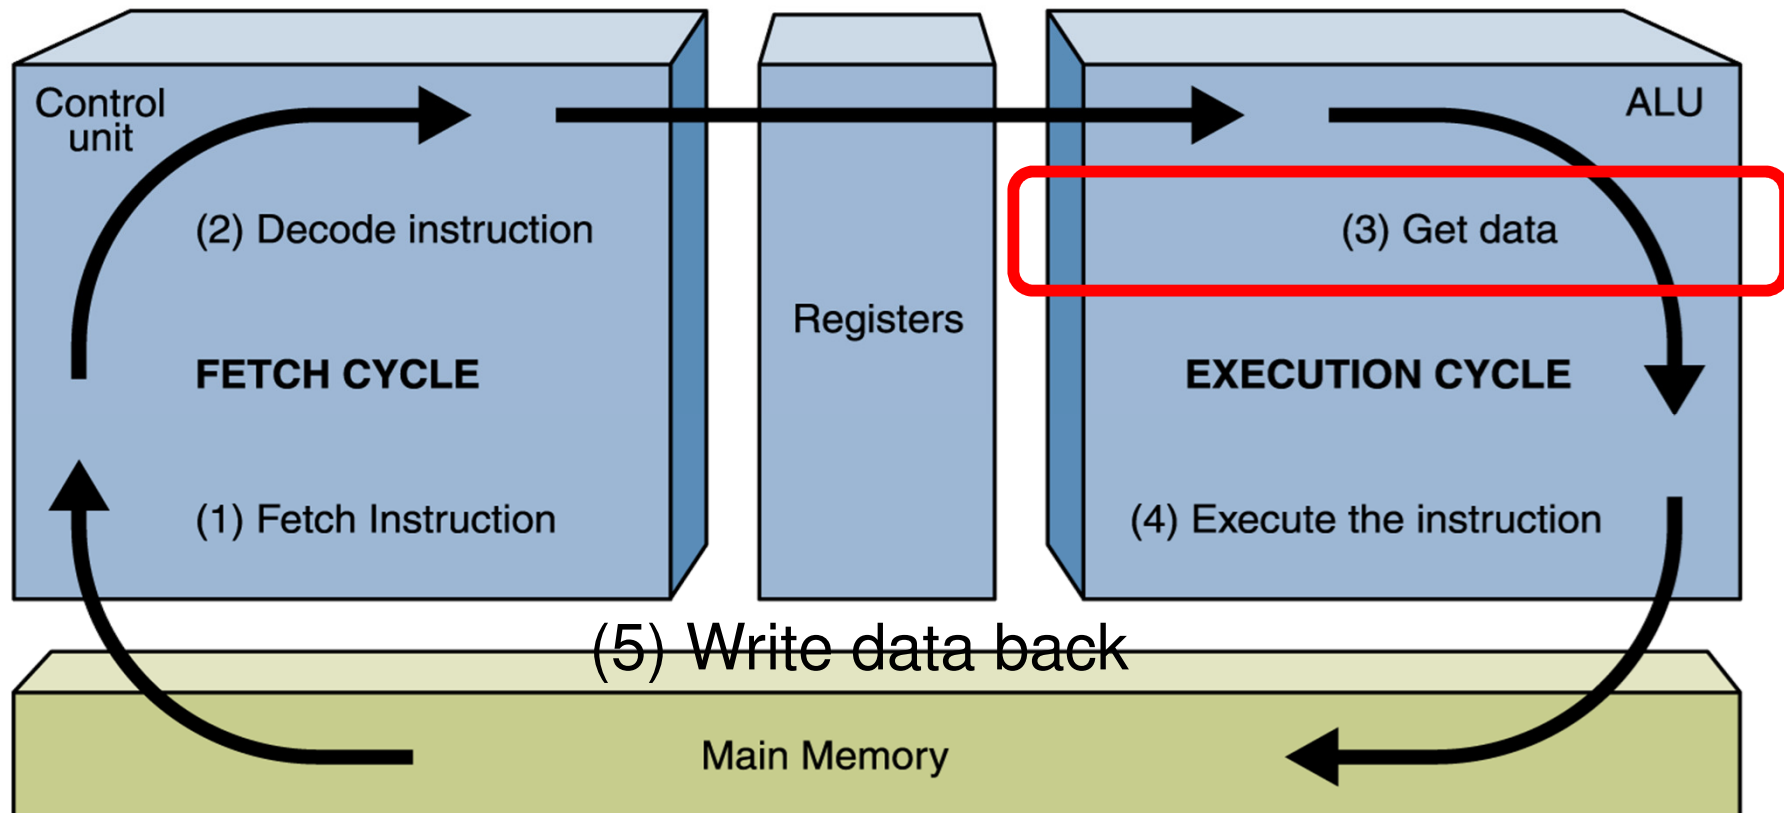 Control
unit
ALU
(2) Decode instruction
(3) Get data
Registers
FETCH CYCLE
EXECUTION CYCLE
(1) Fetch Instruction
(4) Execute the instruction
(5) Write data back
Main Memory